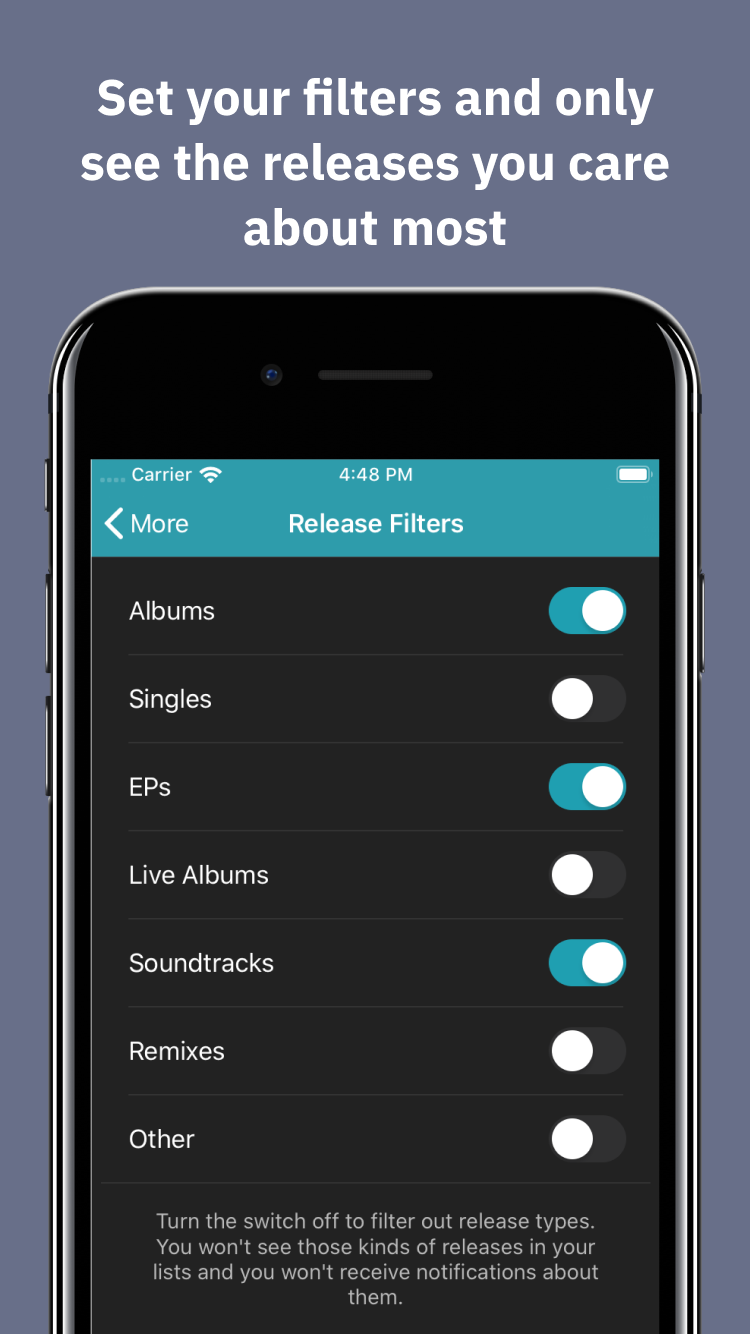 Set your filters and only
see the releases you care
about most
Carrier 4:48 PM
More Release Filters
Albums
Singles
EPs
Live Albums
Soundtracks
Remixes
Other
Turn the switch off to filter out release types.
You won't see those kinds of releases in your
lists and you won't receive notifications about
them.